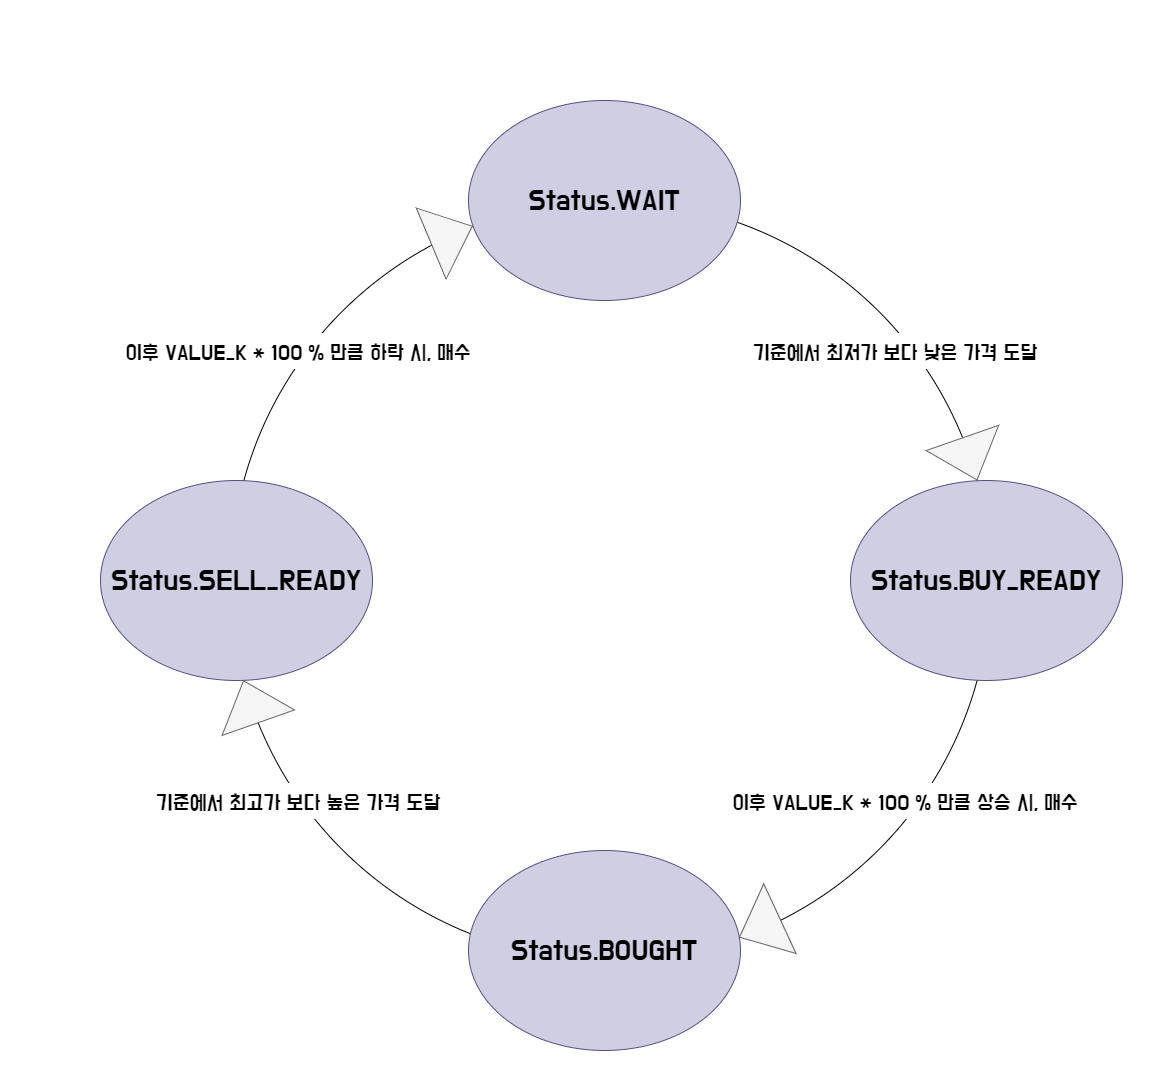 Status.WAIT
이후 VALUE_K * 100 % 만큼 하락 시, 매수
기준에서 최저가 보다 낮은 가격 도달
Status.SELL_READY
Status.BUY_READY
기준에서 최고가 보다 높은 가격 도달
이후 VALUE_K * 100 % 만큼 상승 시, 매수
Status.BOUGHT